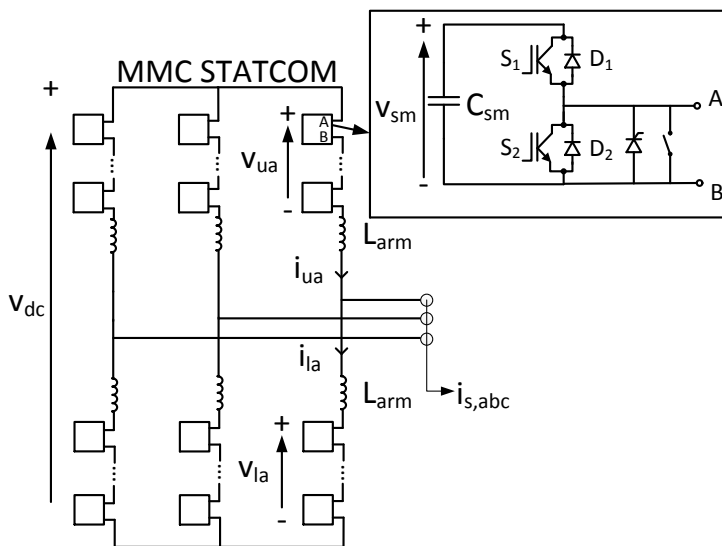 MMC STATCOM
+
+
A
B
v_ua
-
+
v_sm
-
C_sm
S_1
D_1
S_2
D_2
A
B
L_arm
i_ua
v_dc
i_la
L_arm
i_s,abc
+
v_la
-
-